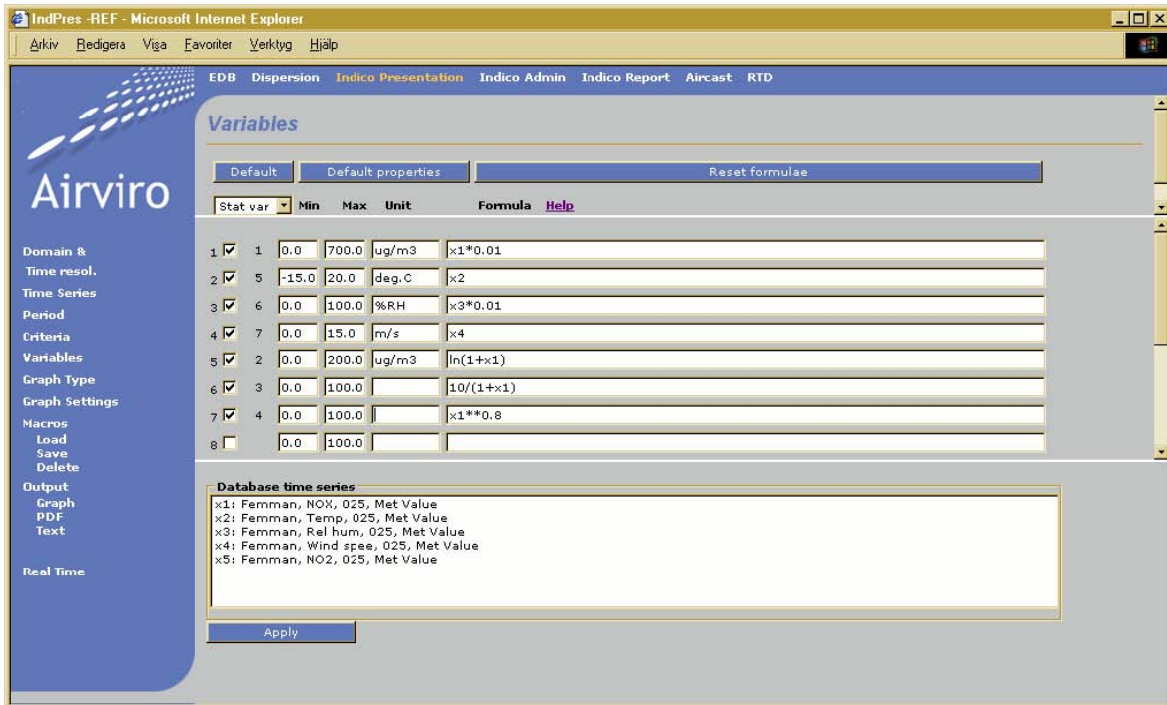 IndPres -REF - Microsoft Internet Explorer
Arkiv Redigera Visa Favoriter Verktyg Hjälp
EDB Dispersion Indico Presentation Indico Admin Indico Report Aircast RTD
Airviro
Domain &
Time resol.
Time Series
Period
Criteria
Variables
Graph Type
Graph Settings
Macros
Load
Save
Delete
Output
Graph
PDF
Text
Real Time
Variables
Default Default properties Reset formulae
Stat var Min Max Unit Formula Help
1 1 0.0 700.0 ug/m3 x1*0.01
2 5 -15.0 20.0 deg.C x2
3 6 0.0 100.0 %RH x3*0.01
4 7 0.0 15.0 m/s x4
5 2 0.0 200.0 ug/m3 ln(1+x1)
6 3 0.0 100.0 10/(1+x1)
7 4 0.0 100.0 x1**0.8
8 0.0 100.0
Database time series
x1: Femman, NOX, 025, Met Value
x2: Femman, Temp, 025, Met Value
x3: Femman, Rel hum, 025, Met Value
x4: Femman, Wind spee, 025, Met Value
x5: Femman, NO2, 025, Met Value
Apply